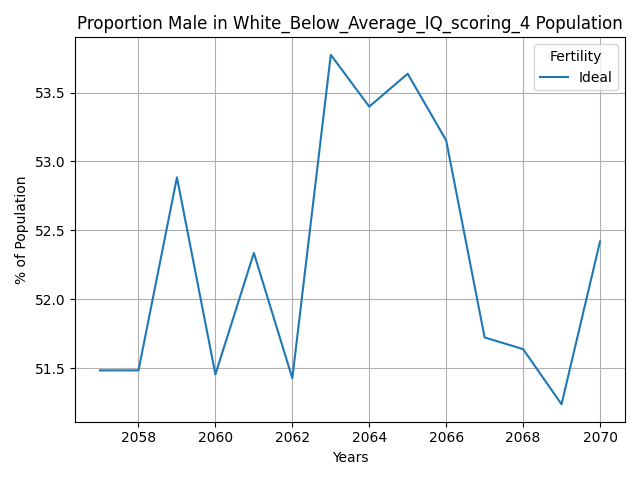 Proportion Male in White_Below_Average_IQ_scoring_4 Population
Fertility
Ideal
% of Population
53.5
53.0
52.5
52.0
51.5
2058 2060 2062 2064 2066 2068 2070
Years